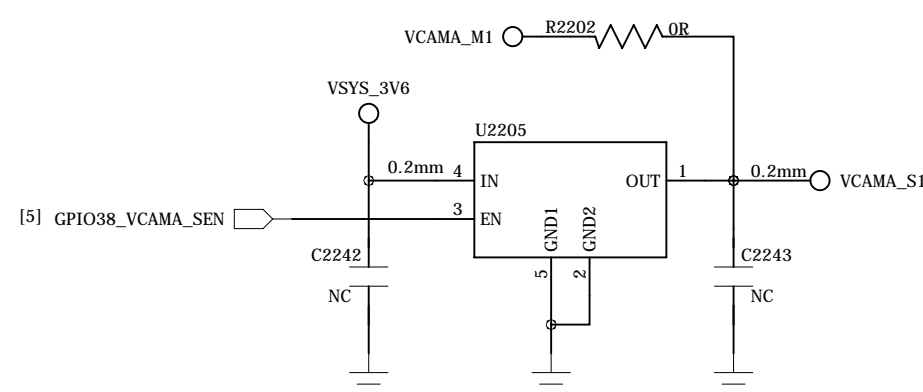 VCAMA_M1
R2202
0R
VSYS_3V6
U2205
0.2mm
4
IN
OUT
1
0.2mm
VCAMA_S1
[5]
GPIO38_VCAMA_SEN
3
EN
GND1
GND2
5
2
C2242
NC
C2243
NC